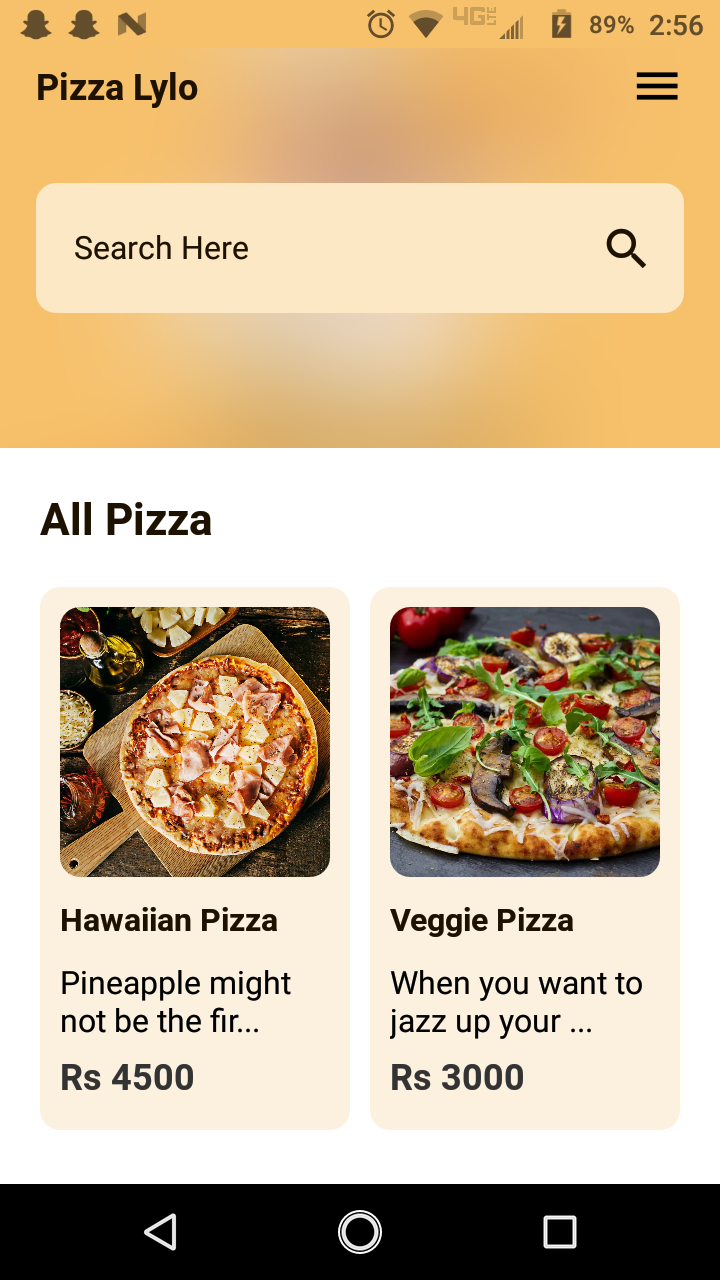 4G LTE 89% 2:56
Pizza Lylo
Search Here
All Pizza
Hawaiian Pizza
Pineapple might
not be the fir...
Rs 4500
Veggie Pizza
When you want to
jazz up your ...
Rs 3000